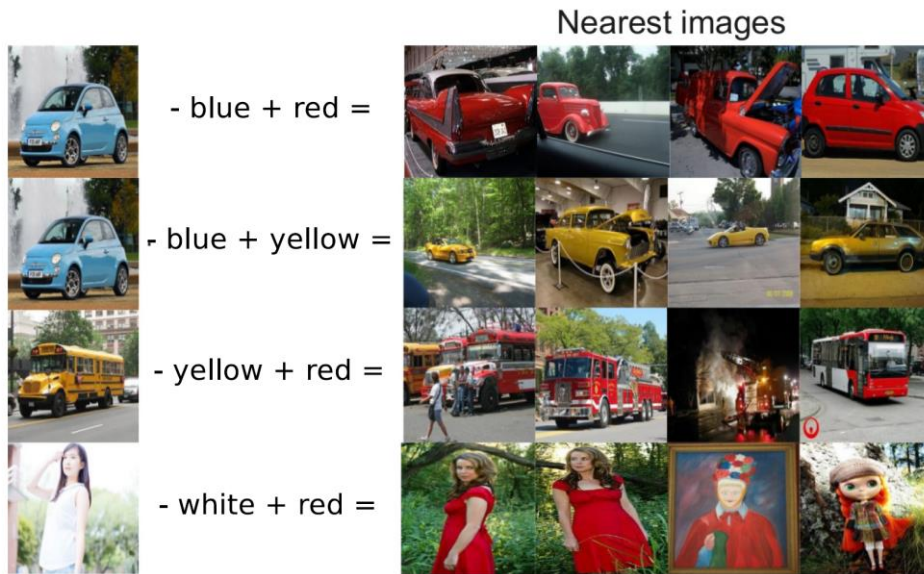 Nearest images
- blue + red =
- blue + yellow =
- yellow + red =
- white + red =